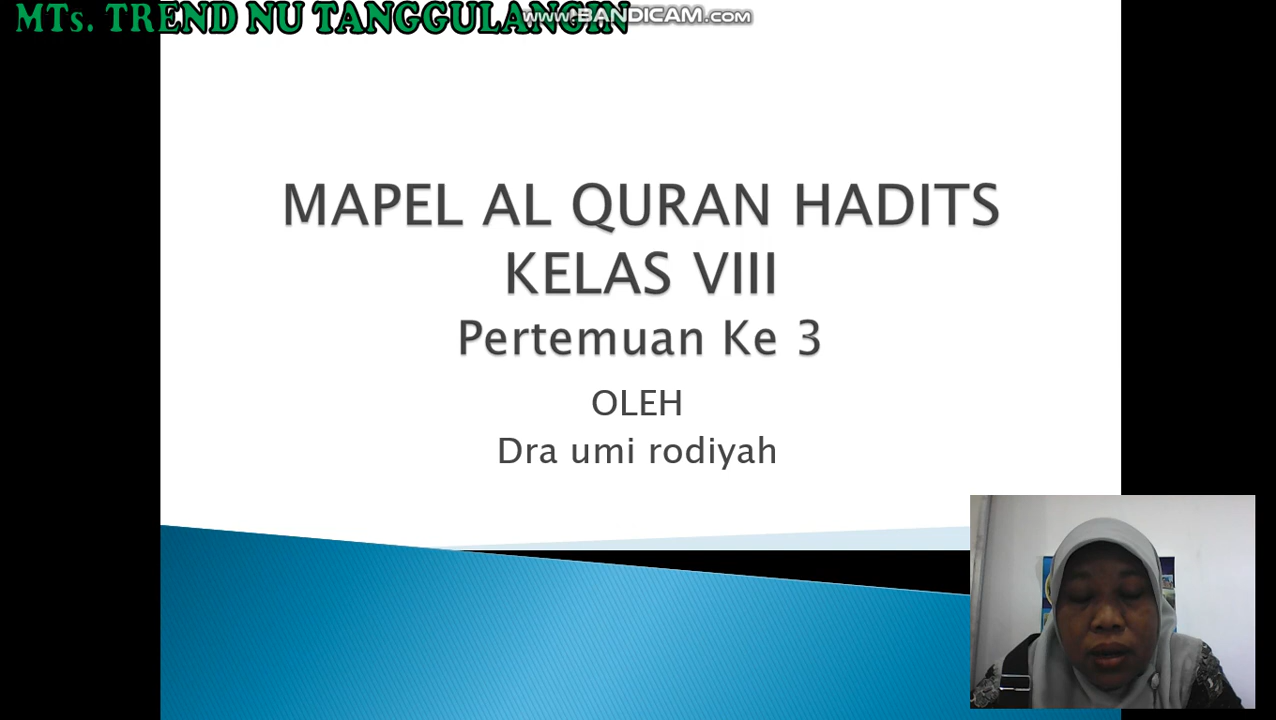 MTs. TREND NU TANGGULANGIN
www.BANDICAM.com
MAPEL AL QURAN HADITS
KELAS VIII
Pertemuan Ke 3
OLEH
Dra umi rodiyah